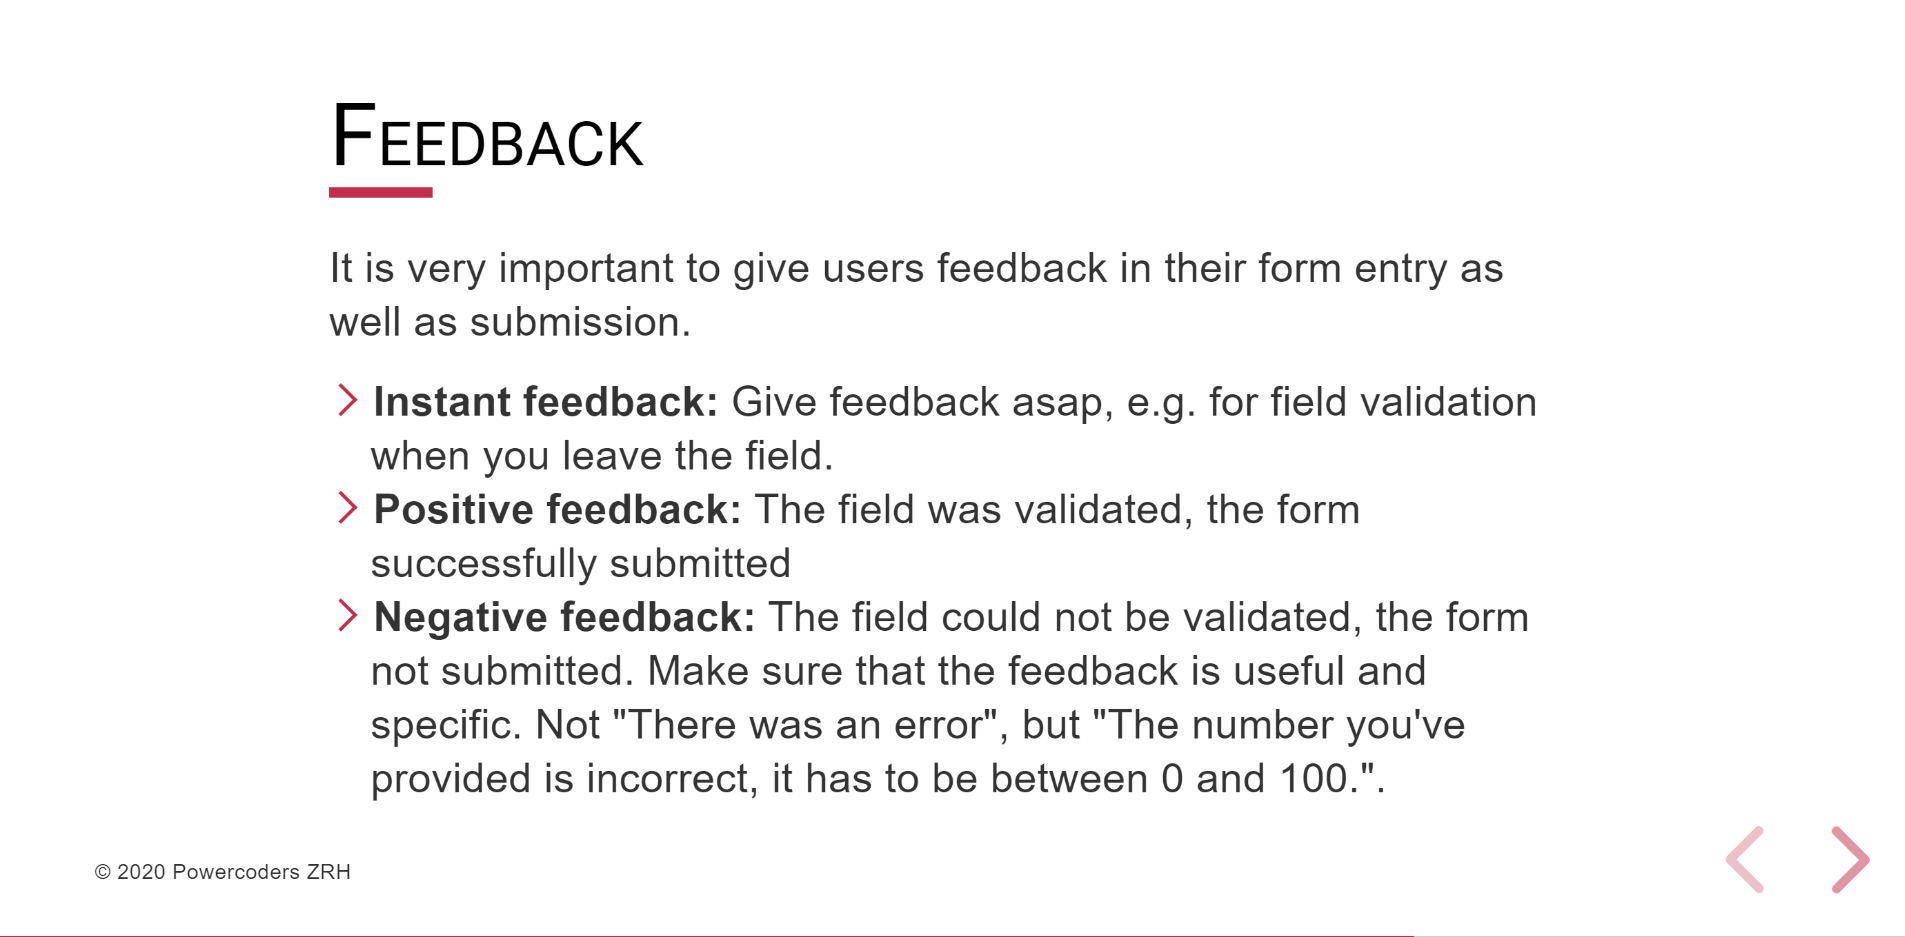 Feedback
It is very important to give users feedback in their form entry as
well as submission.
Instant feedback: Give feedback asap, e.g. for field validation
when you leave the field.
Positive feedback: The field was validated, the form
successfully submitted
Negative feedback: The field could not be validated, the form
not submitted. Make sure that the feedback is useful and
specific. Not "There was an error", but "The number you've
provided is incorrect, it has to be between 0 and 100.".
© 2020 Powercoders ZRH